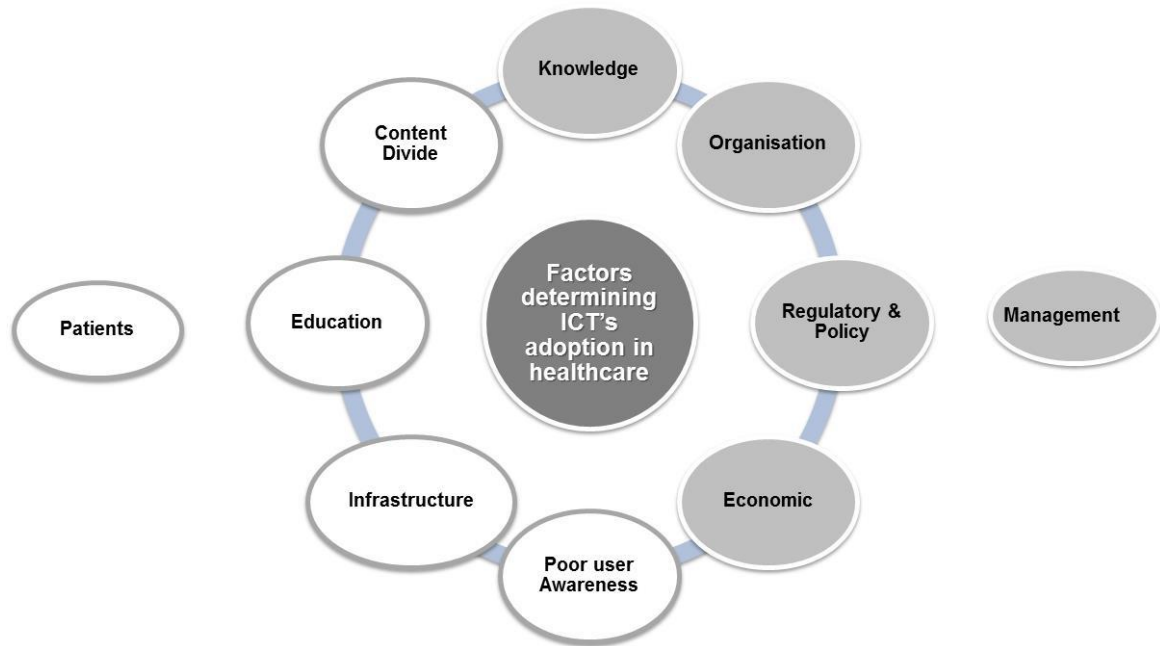 Knowledge
Content
Divide
Organisation
Patients
Education
Factors
determining
ICT’s
adoption in
healthcare
Regulatory &
Policy
Management
Infrastructure
Economic
Poor user
Awareness